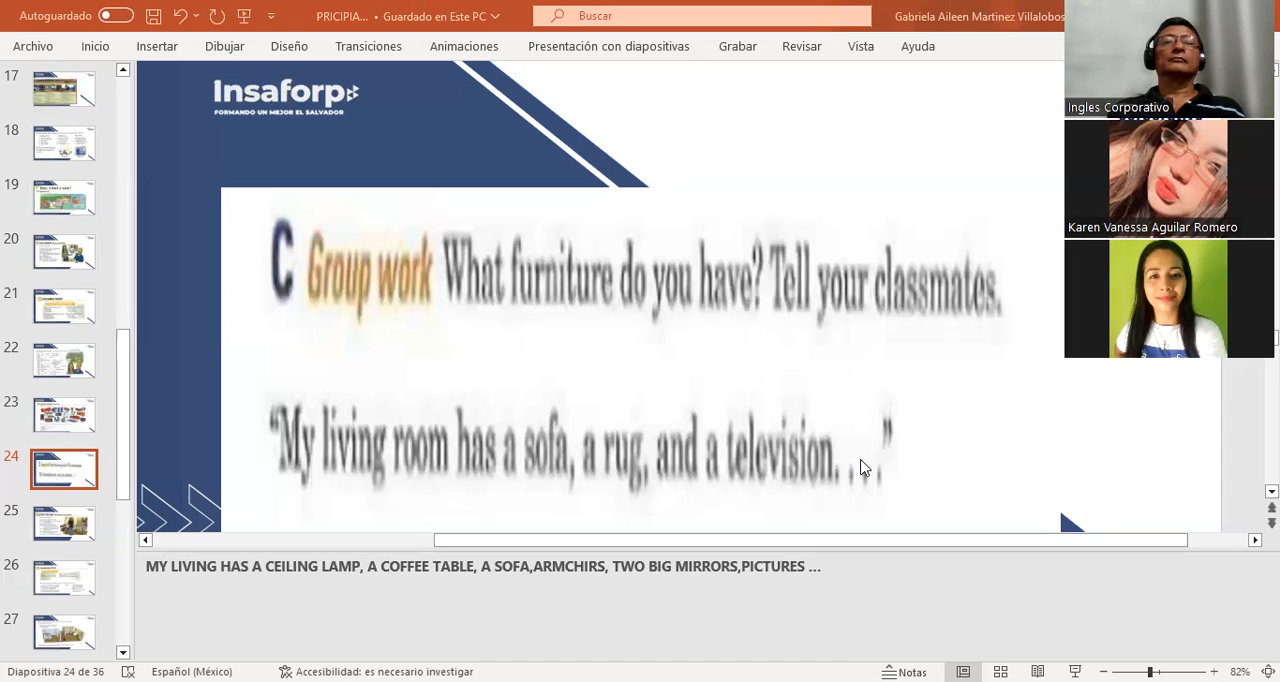 Autoguardado
PRICIPIA... • Guardado en Este PC
Buscar
Gabriela Aileen Martinez Villalobos
Archivo Inicio Insertar Dibujar Diseño Transiciones Animaciones Presentación con diapositivas Grabar Revisar Vista Ayuda
17
18
19
20
21
22
23
24
25
26
27
Insaforp
FORMANDO UN MEJOR EL SALVADOR
C Group work What furniture do you have? Tell your classmates.
“My living room has a sofa, a rug, and a television. . . .”
MY LIVING HAS A CEILING LAMP, A COFFEE TABLE, A SOFA,ARMCHIRS, TWO BIG MIRRORS,PICTURES ...
Ingles Corporativo
Karen Vanessa Aguilar Romero
Diapositiva 24 de 36 Español (México) Accesibilidad: es necesario investigar Notas 82%